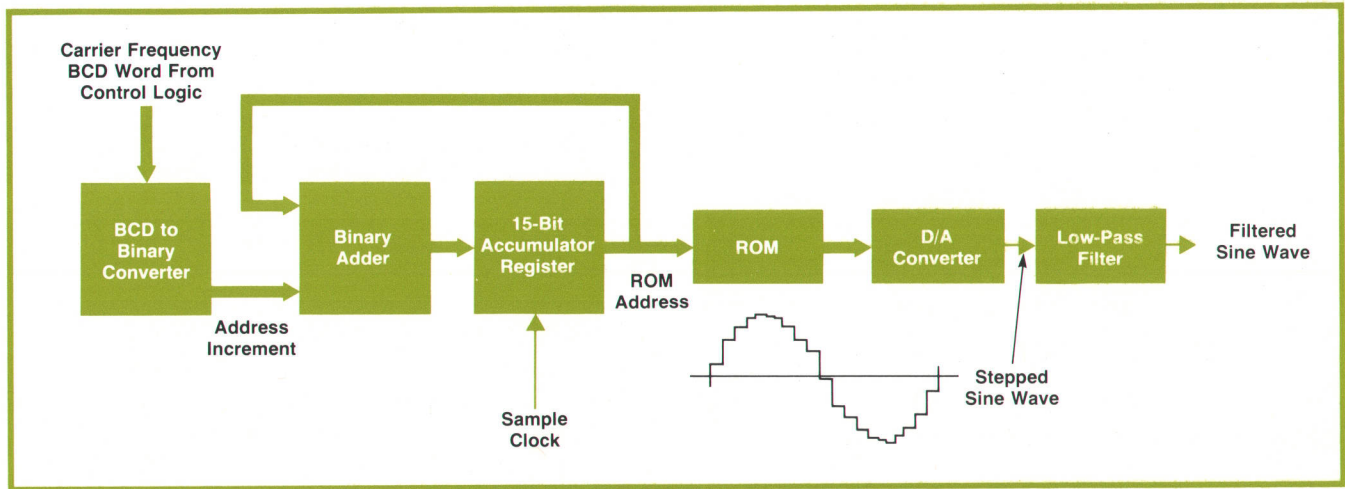 Carrier Frequency
BCD Word From
Control Logic
BCD to
Binary
Converter
Address
Increment
Binary
Adder
15-Bit
Accumulator
Register
Sample
Clock
ROM
Address
ROM
D/A
Converter
Stepped
Sine Wave
Low-Pass
Filter
Filtered
Sine Wave